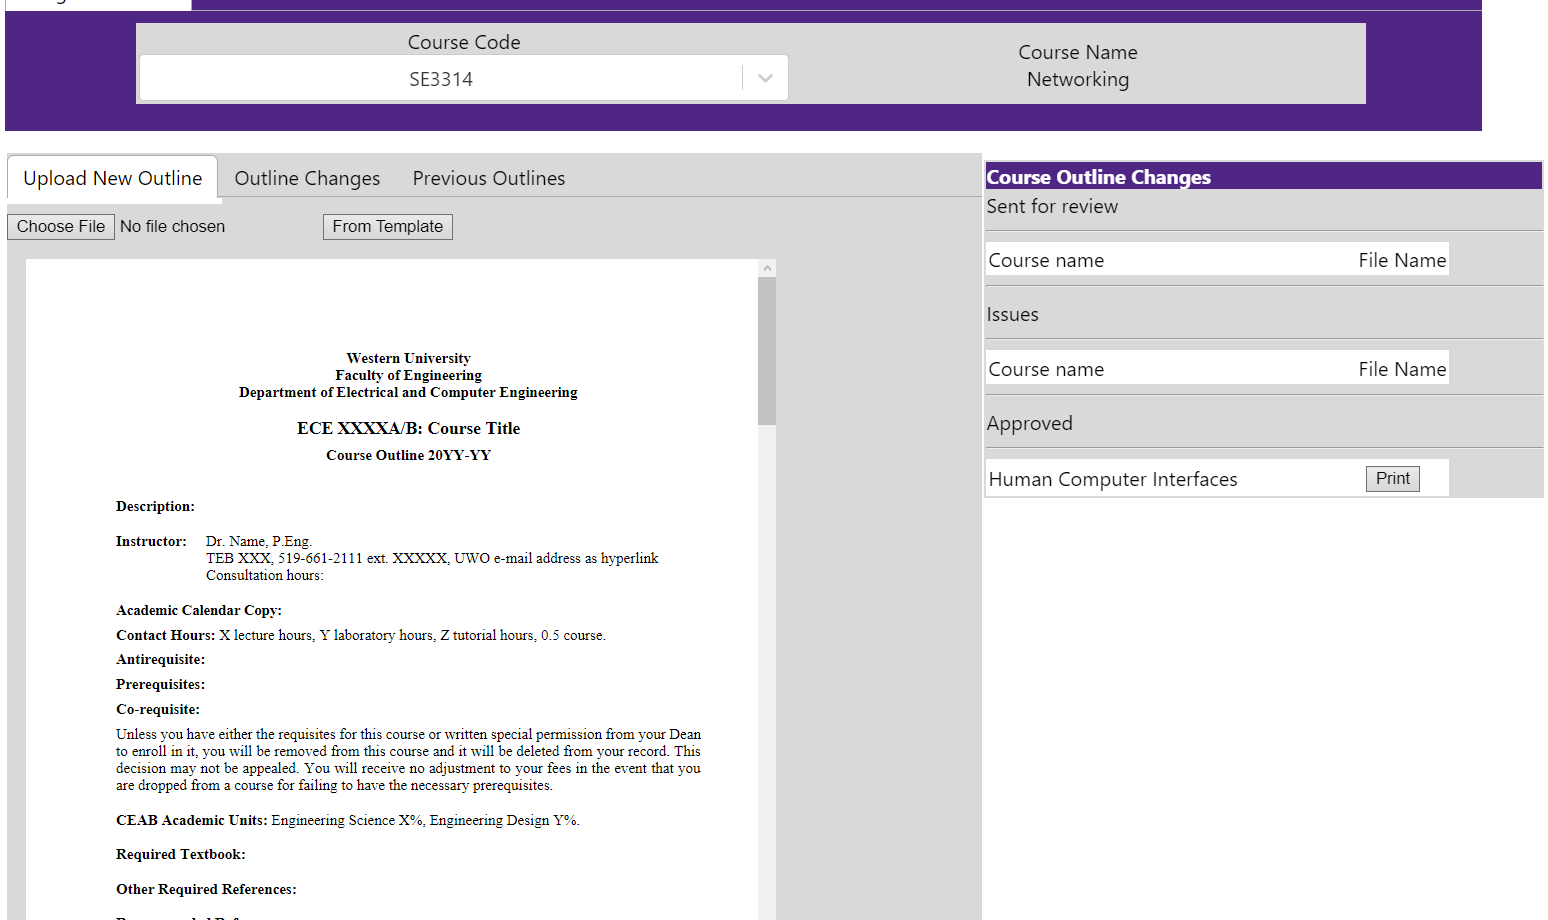 Course Code
SE3314
Course Name
Networking
Upload New Outline
Outline Changes
Previous Outlines
Choose File No file chosen
From Template
Western University
Faculty of Engineering
Department of Electrical and Computer Engineering
ECE XXXXA/B: Course Title
Course Outline 20YY-YY
Description:
Instructor: Dr. Name, P.Eng.
TEB XXX, 519-661-2111 ext. XXXXX, UWO e-mail address as hyperlink
Consultation hours:
Academic Calendar Copy:
Contact Hours: X lecture hours, Y laboratory hours, Z tutorial hours, 0.5 course.
Antirequisite:
Prerequisites:
Co-requisite:
Unless you have either the requisites for this course or written special permission from your Dean
to enroll in it, you will be removed from this course and it will be deleted from your record. This
decision may not be appealed. You will receive no adjustment to your fees in the event that you
are dropped from a course for failing to have the necessary prerequisites.
CEAB Academic Units: Engineering Science X%, Engineering Design Y%.
Required Textbook:
Other Required References:
Course Outline Changes
Sent for review
Course name File Name
Issues
Course name File Name
Approved
Human Computer Interfaces Print